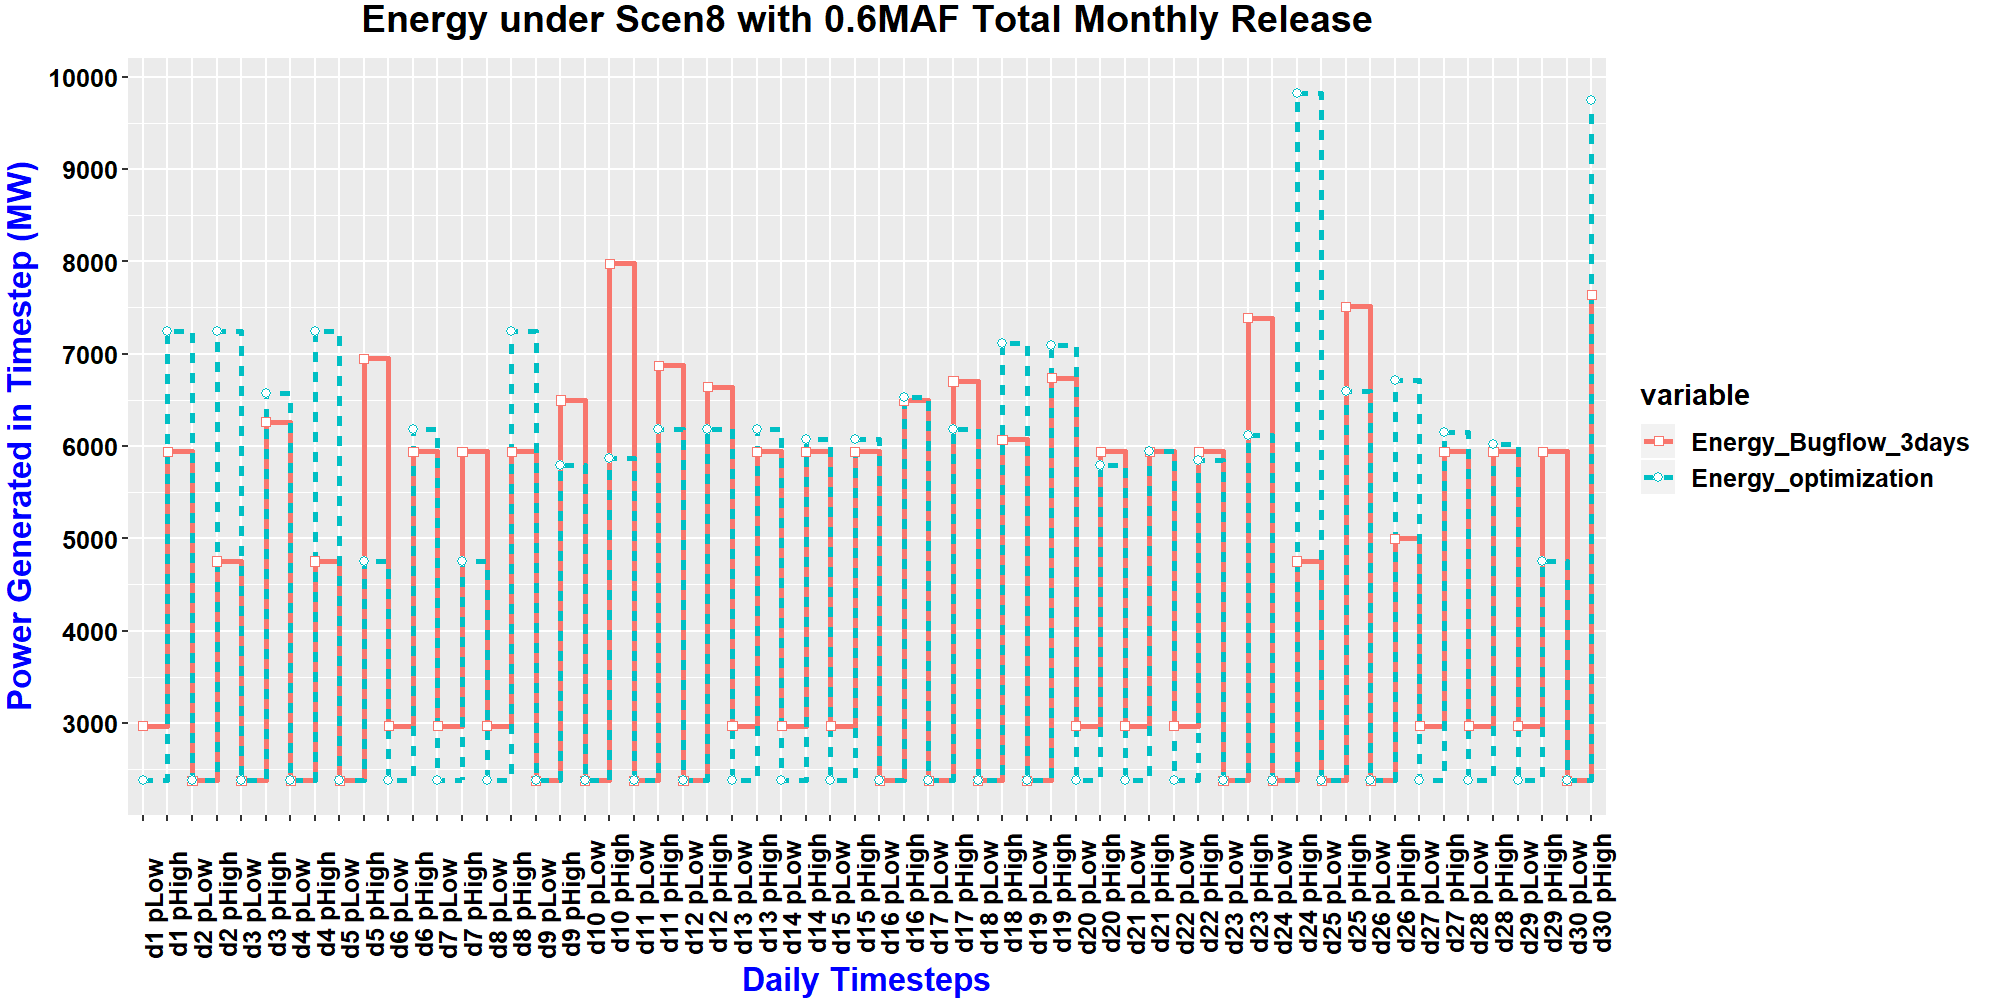 Energy under Scen8 with 0.6MAF Total Monthly Release
Power Generated in Timestep (MW)
10000
9000
8000
7000
6000
5000
4000
3000
d1 pLow
d1 pHigh
d2 pLow
d2 pHigh
d3 pLow
d3 pHigh
d4 pLow
d4 pHigh
d5 pLow
d5 pHigh
d6 pLow
d6 pHigh
d7 pLow
d7 pHigh
d8 pLow
d8 pHigh
d9 pLow
d9 pHigh
d10 pLow
d10 pHigh
d11 pLow
d11 pHigh
d12 pLow
d12 pHigh
d13 pLow
d13 pHigh
d14 pLow
d14 pHigh
d15 pLow
d15 pHigh
d16 pLow
d16 pHigh
d17 pLow
d17 pHigh
d18 pLow
d18 pHigh
d19 pLow
d19 pHigh
d20 pLow
d20 pHigh
d21 pLow
d21 pHigh
d22 pLow
d22 pHigh
d23 pLow
d23 pHigh
d24 pLow
d24 pHigh
d25 pLow
d25 pHigh
d26 pLow
d26 pHigh
d27 pLow
d27 pHigh
d28 pLow
d28 pHigh
d29 pLow
d29 pHigh
d30 pLow
d30 pHigh
Daily Timesteps
variable
Energy_Bugflow_3days
Energy_optimization